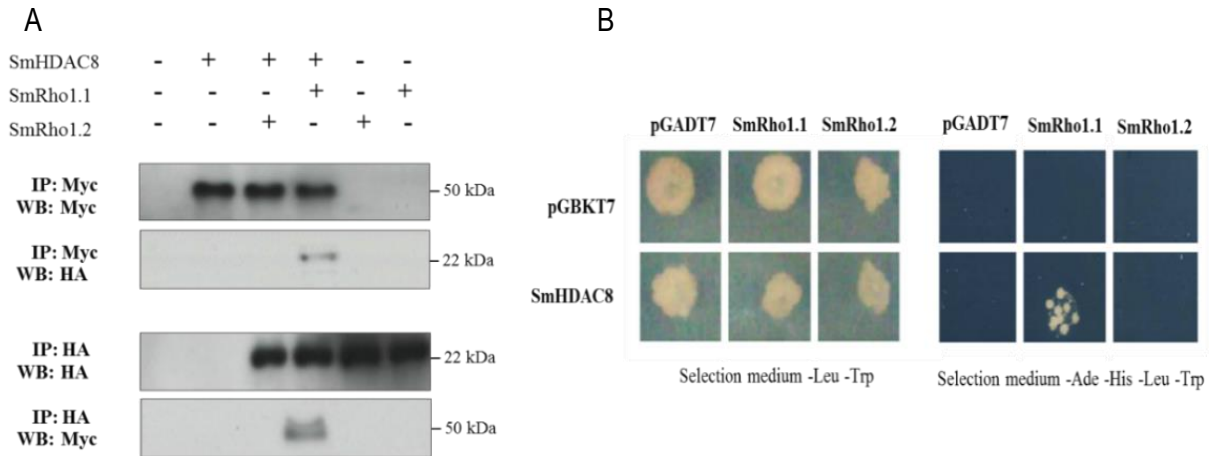 A
SmHDAC8 - + + + - -
SmRho1.1 - - - + - +
SmRho1.2 - - + - + -
IP: Myc
WB: Myc
50 kDa
IP: Myc
WB: HA
22 kDa
IP: HA
WB: HA
22 kDa
IP: HA
WB: Myc
50 kDa
B
pGADT7 SmRho1.1 SmRho1.2 pGADT7 SmRho1.1 SmRho1.2
pGBKT7
SmHDAC8
Selection medium -Leu -Trp
Selection medium -Ade -His -Leu -Trp